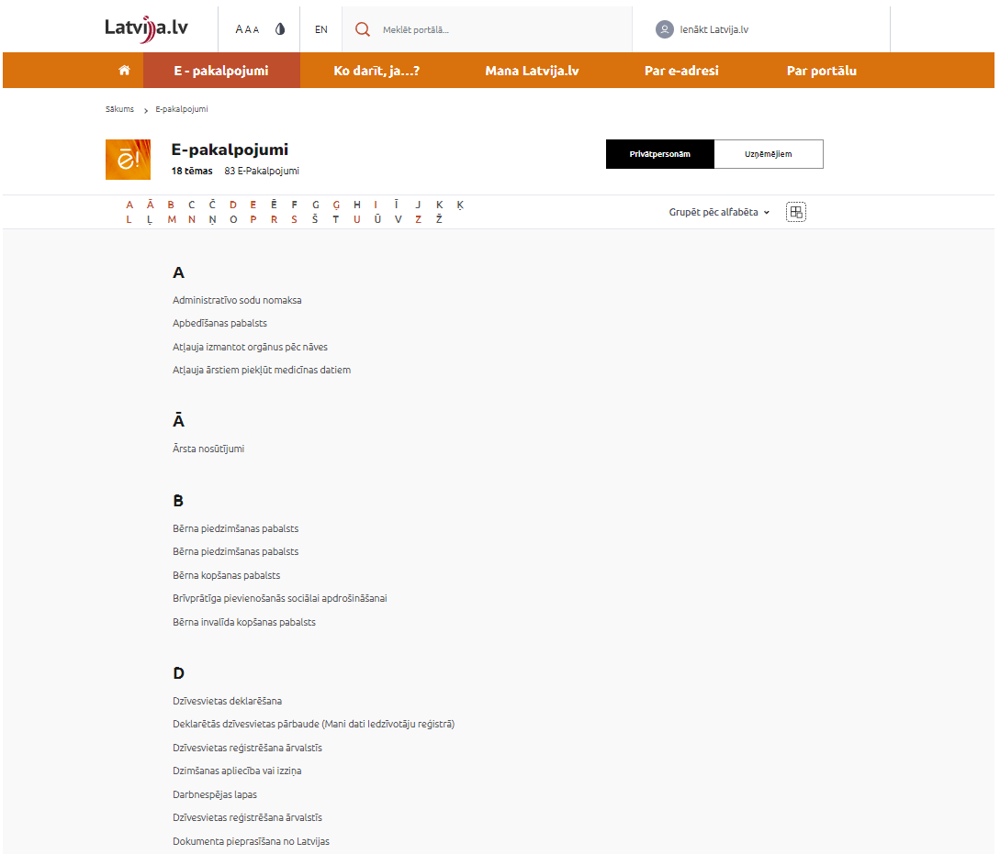 Latvija.lv
A A A
EN
Meklēt portālā...
Ienākt Latvija.lv
E - pakalpojumi
Ko darīt, ja...?
Mana Latvija.lv
Par e-adresi
Par portālu
Sākums > E-pakalpojumi
ē!
E-pakalpojumi
18 tēmas 83 E-Pakalpojumi
Privātpersonām
Uzņēmējiem
A Ā B C Č D E Ē F G Ģ H I Ī J K Ķ
L Ļ M N Ņ O P R S Š T U Ū V Z Ž
Grupēt pēc alfabēta
A
Administratīvo sodu nomaksa
Apbedīšanas pabalsts
Atļauja izmantot orgānus pēc nāves
Atļauja ārstiem piekļūt medicīnas datiem
Ā
Ārsta nosūtījumi
B
Bērna piedzimšanas pabalsts
Bērna piedzimšanas pabalsts
Bērna kopšanas pabalsts
Brīvprātīga pievienošanās sociālai apdrošināšanai
Bērna invalīda kopšanas pabalsts
D
Dzīvesvietas deklarēšana
Deklarētās dzīvesvietas pārbaude (Mani dati Iedzīvotāju reģistrā)
Dzīvesvietas reģistrēšana ārvalstīs
Dzimšanas apliecība vai izziņa
Darbnespējas lapas
Dzīvesvietas reģistrēšana ārvalstīs
Dokumenta pieprasīšana no Latvijas